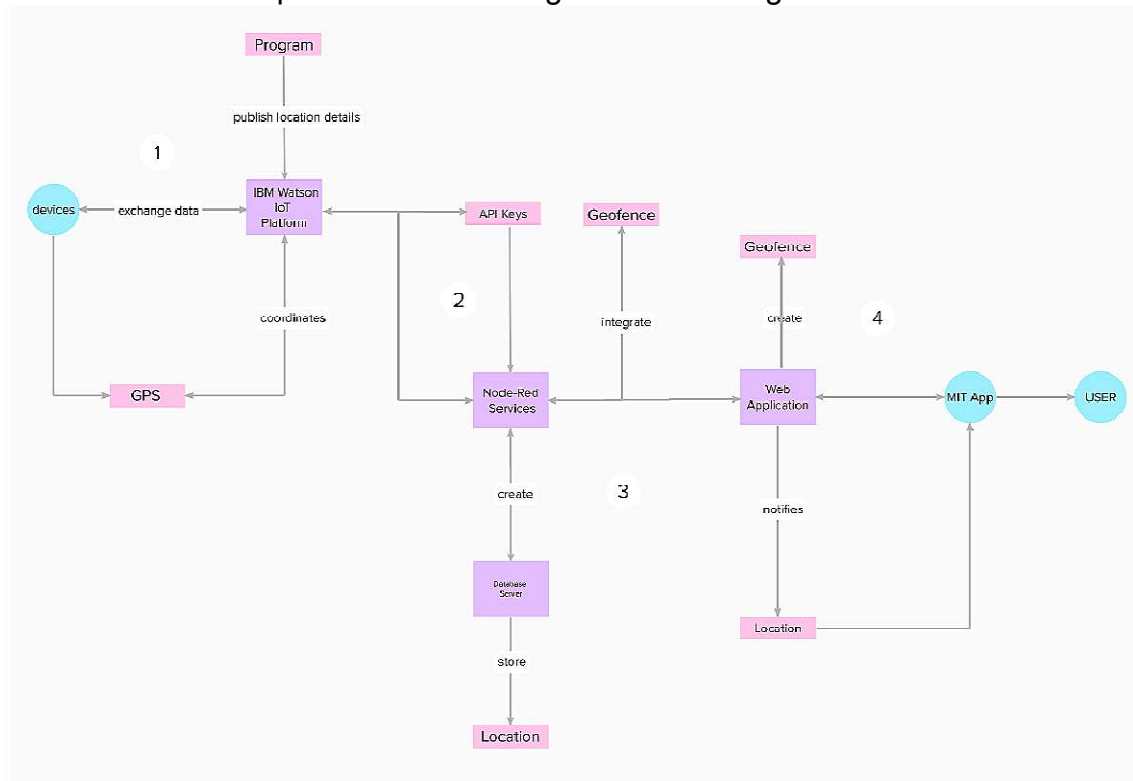 Program
publish location details
1
devices
exchange data
IBM Watson
IoT
Platform
API Keys
Geofence
Geofence
2
coordinates
integrate
create
4
GPS
Node-Red
Services
Web
Application
MIT App
USER
create
3
notifies
Database
Server
Location
store
Location